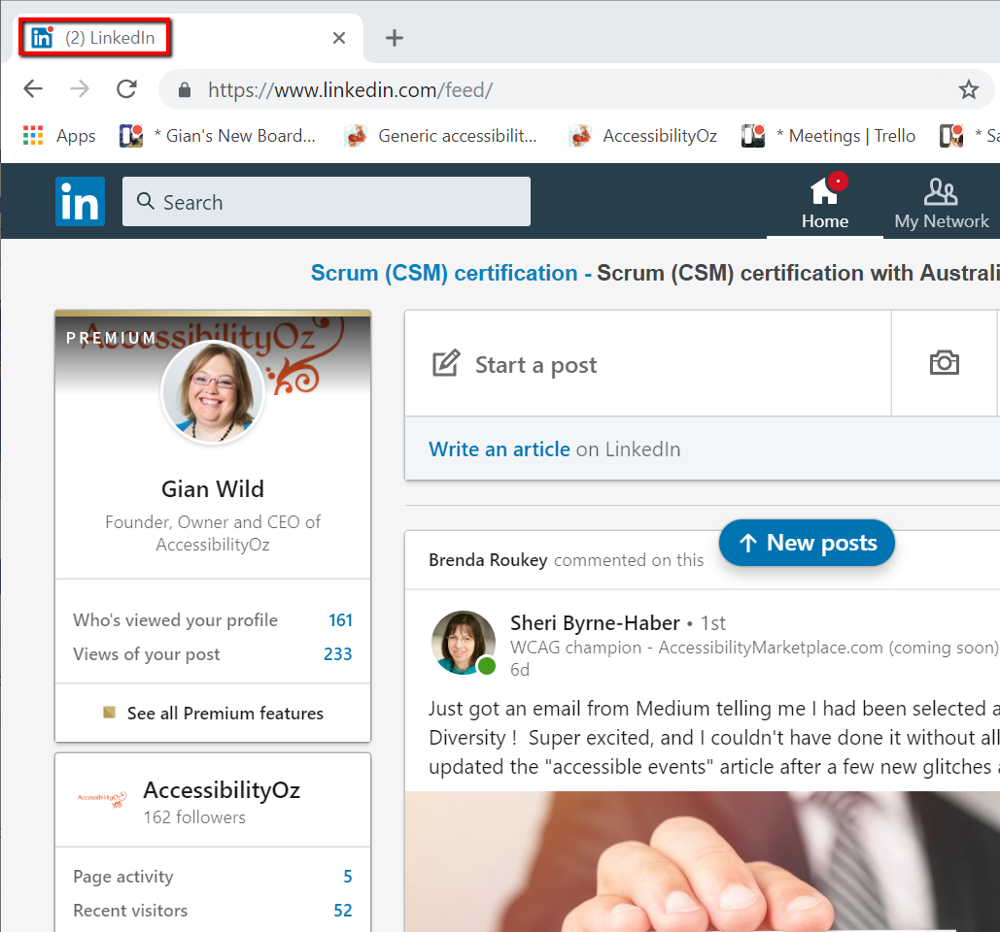 in (2) LinkedIn
https://www.linkedin.com/feed/
Apps * Gian's New Board... Generic accessibilit... AccessibilityOz * Meetings | Trello * Sa
in Search Home My Network
Scrum (CSM) certification - Scrum (CSM) certification with Australi
AccessibilityOz
PREMIUM
Gian Wild
Founder, Owner and CEO of
AccessibilityOz
Who's viewed your profile 161
Views of your post 233
See all Premium features
AccessibilityOz
AccessibilityOz
162 followers
Page activity 5
Recent visitors 52
Start a post
Write an article on LinkedIn
New posts
Brenda Roukey commented on this
Sheri Byrne-Haber • 1st
WCAG champion - AccessibilityMarketplace.com (coming soon)
6d
Just got an email from Medium telling me I had been selected a
Diversity ! Super excited, and I couldn't have done it without all
updated the "accessible events" article after a few new glitches a